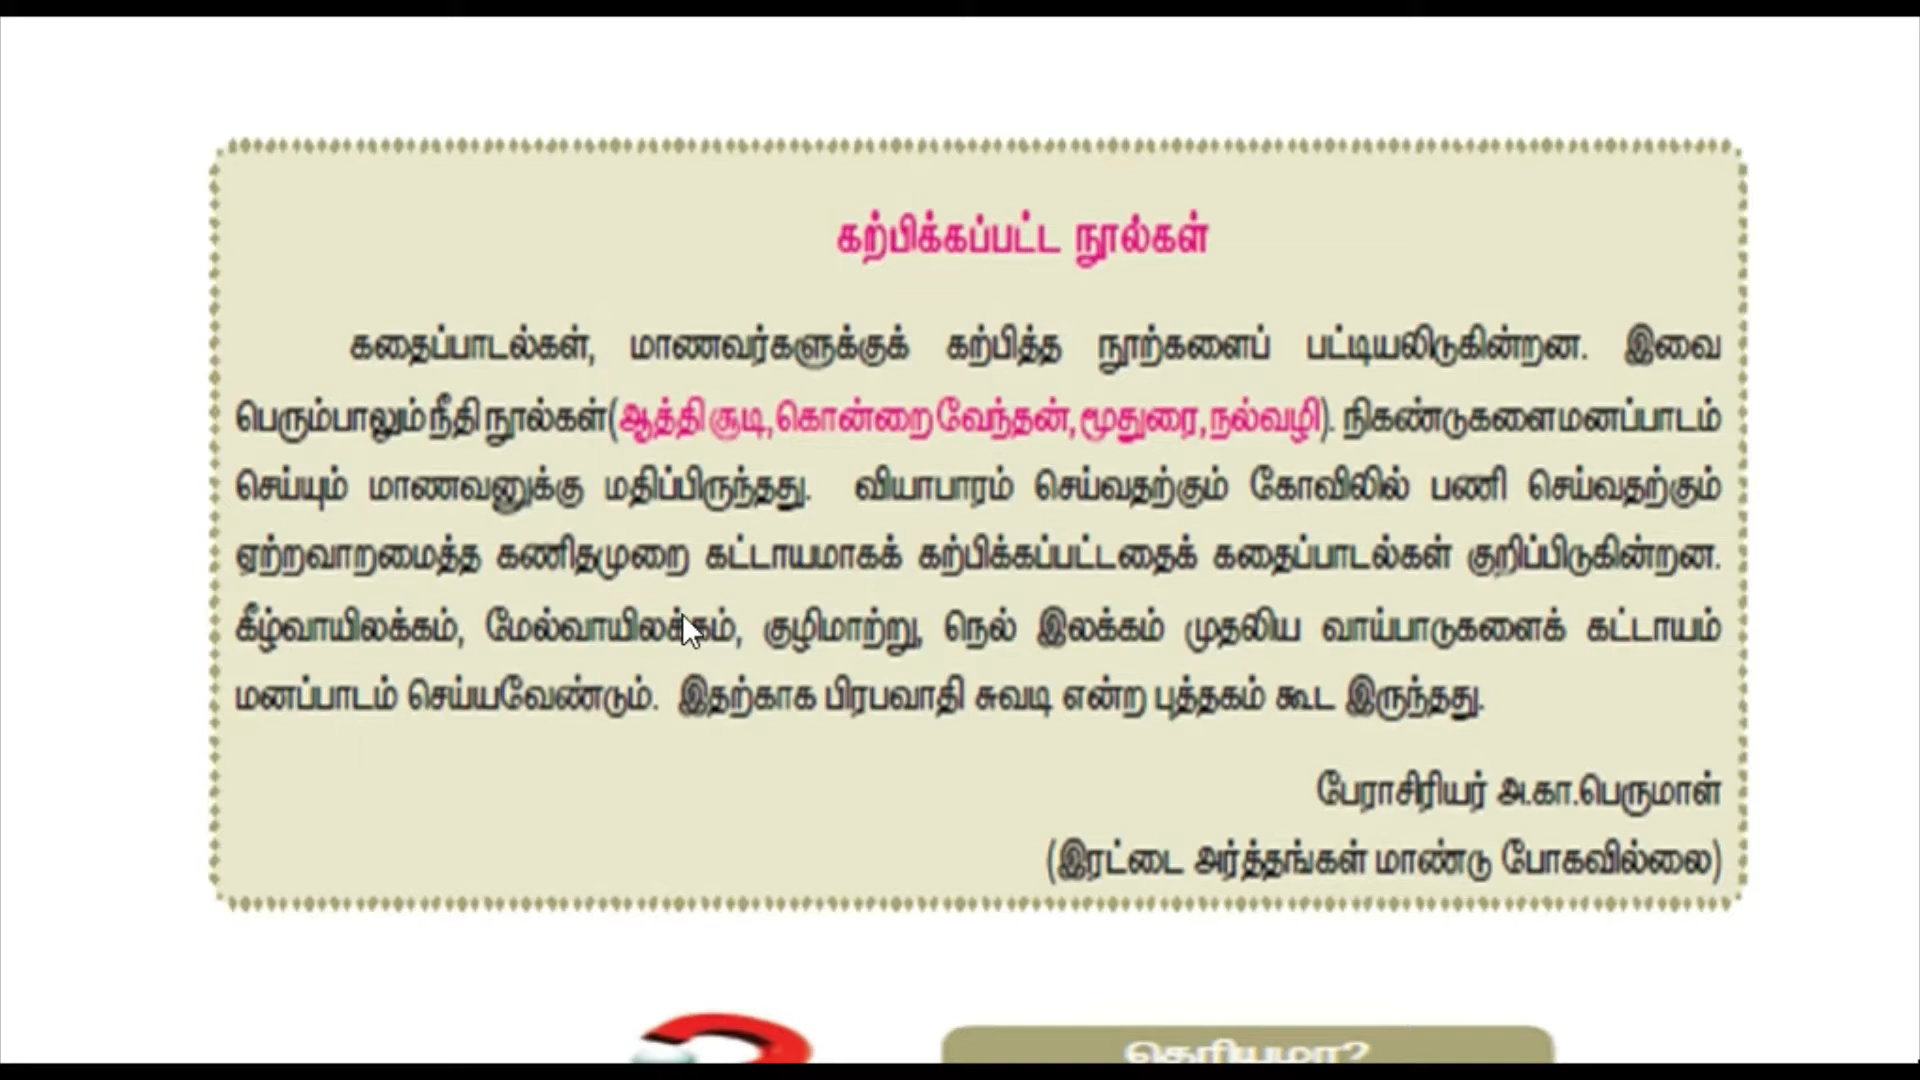 கற்பிக்கப்பட்ட நூல்கள்
கதைப்பாடல்கள், மாணவர்களுக்குக் கற்பித்த நூற்களைப் பட்டியலிடுகின்றன. இவை
பெரும்பாலும் நீதி நூல்கள் (ஆத்தி சூடி, கொன்றை வேந்தன், மூதுரை, நல்வழி). நிகண்டுகளை மனப்பாடம்
செய்யும் மாணவனுக்கு மதிப்பிருந்தது. வியாபாரம் செய்வதற்கும் கோவிலில் பணி செய்வதற்கும்
ஏற்றவாறமைத்த கணிதமுறை கட்டாயமாகக் கற்பிக்கப்பட்டதைக் கதைப்பாடல்கள் குறிப்பிடுகின்றன.
கீழ்வாயிலக்கம், மேல்வாயிலக்கம், குழிமாற்று, நெல் இலக்கம் முதலிய வாய்பாடுகளைக் கட்டாயம்
மனப்பாடம் செய்யவேண்டும். இதற்காக பிரபவாதி சுவடி என்ற புத்தகம் கூட இருந்தது.
பேராசிரியர் அ.கா.பெருமாள்
(இரட்டை அர்த்தங்கள் மாண்டு போகவில்லை)
தெரியுமா?